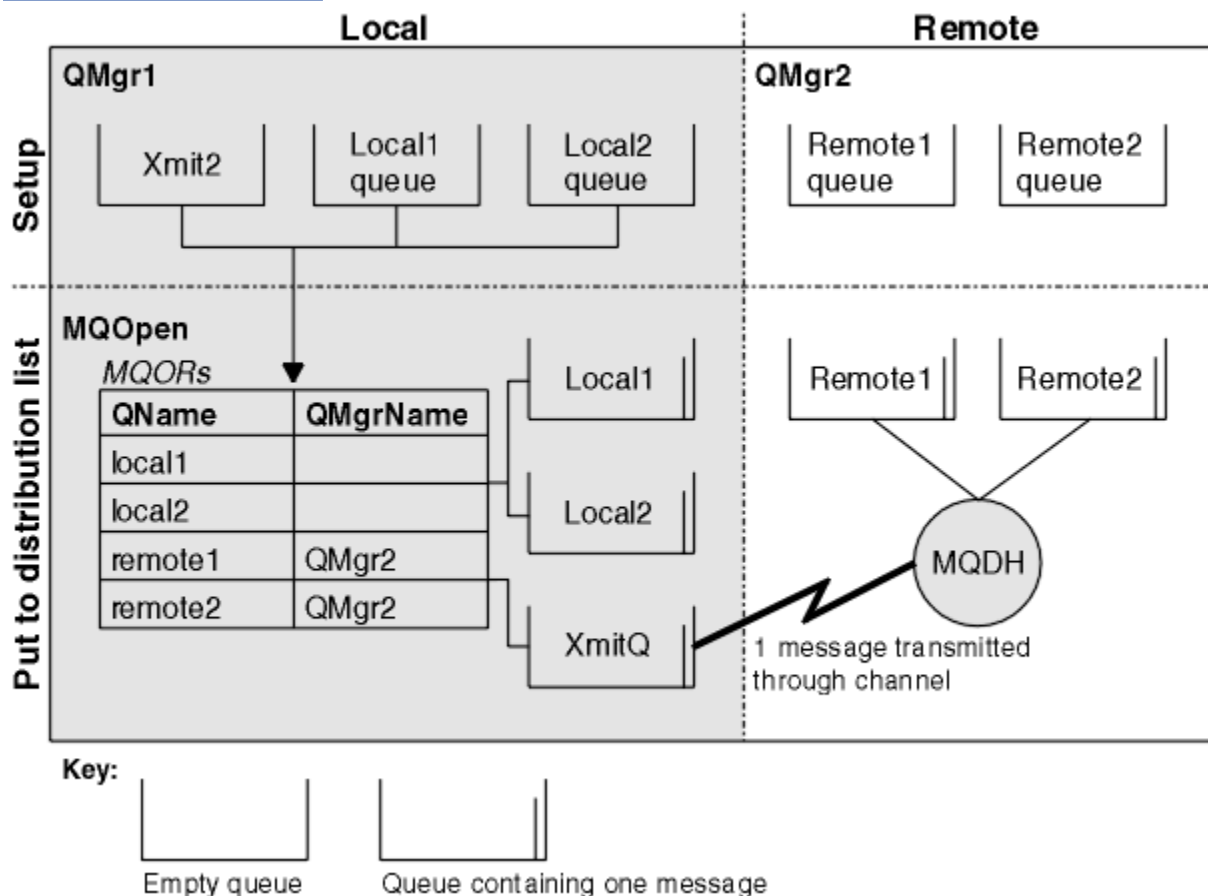 Local
Remote
Setup
QMgr1
Xmit2
Local1
queue
Local2
queue
QMgr2
Remote1
queue
Remote2
queue
Put to distribution list
MQOpen
MQORs
QName QMgrName
local1
local2
remote1 QMgr2
remote2 QMgr2
Local1
Local2
XmitQ
Remote1
Remote2
MQDH
1 message transmitted
through channel
Key:
Empty queue
Queue containing one message